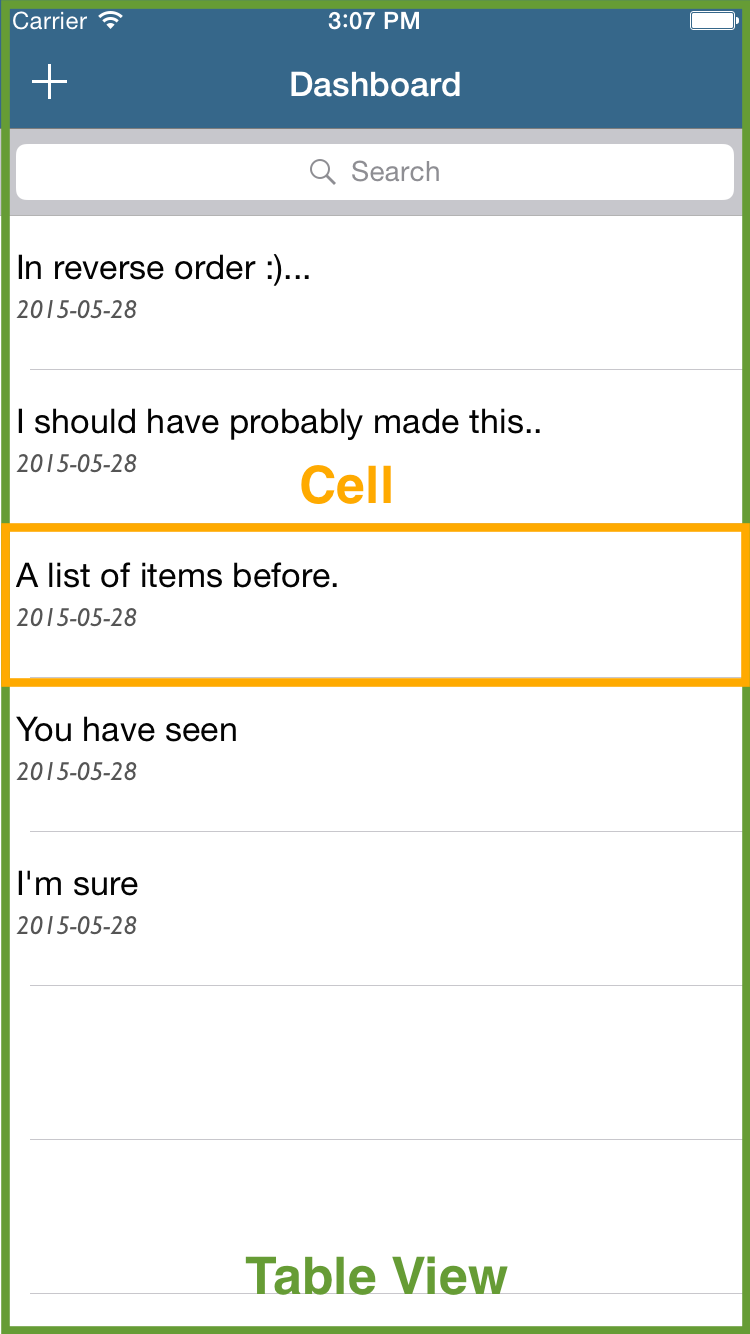 Carrier 3:07 PM
Dashboard
Search
In reverse order :)...
2015-05-28
I should have probably made this..
2015-05-28
Cell
A list of items before.
2015-05-28
You have seen
2015-05-28
I'm sure
2015-05-28
Table View